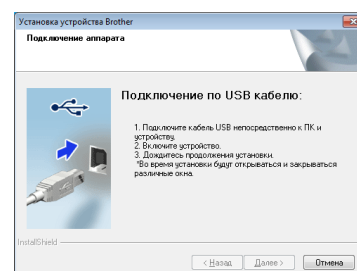 Установка устройства Brother
Подключение аппарата
Подключение по USB кабелю:
1. Подключите кабель USB непосредственно к ПК и
устройству.
2. Включите устройство.
3. Дождитесь продолжения установки.
*Во время установки будут открываться и закрываться
различные окна.
InstallShield
< Назад
Далее >
Отмена